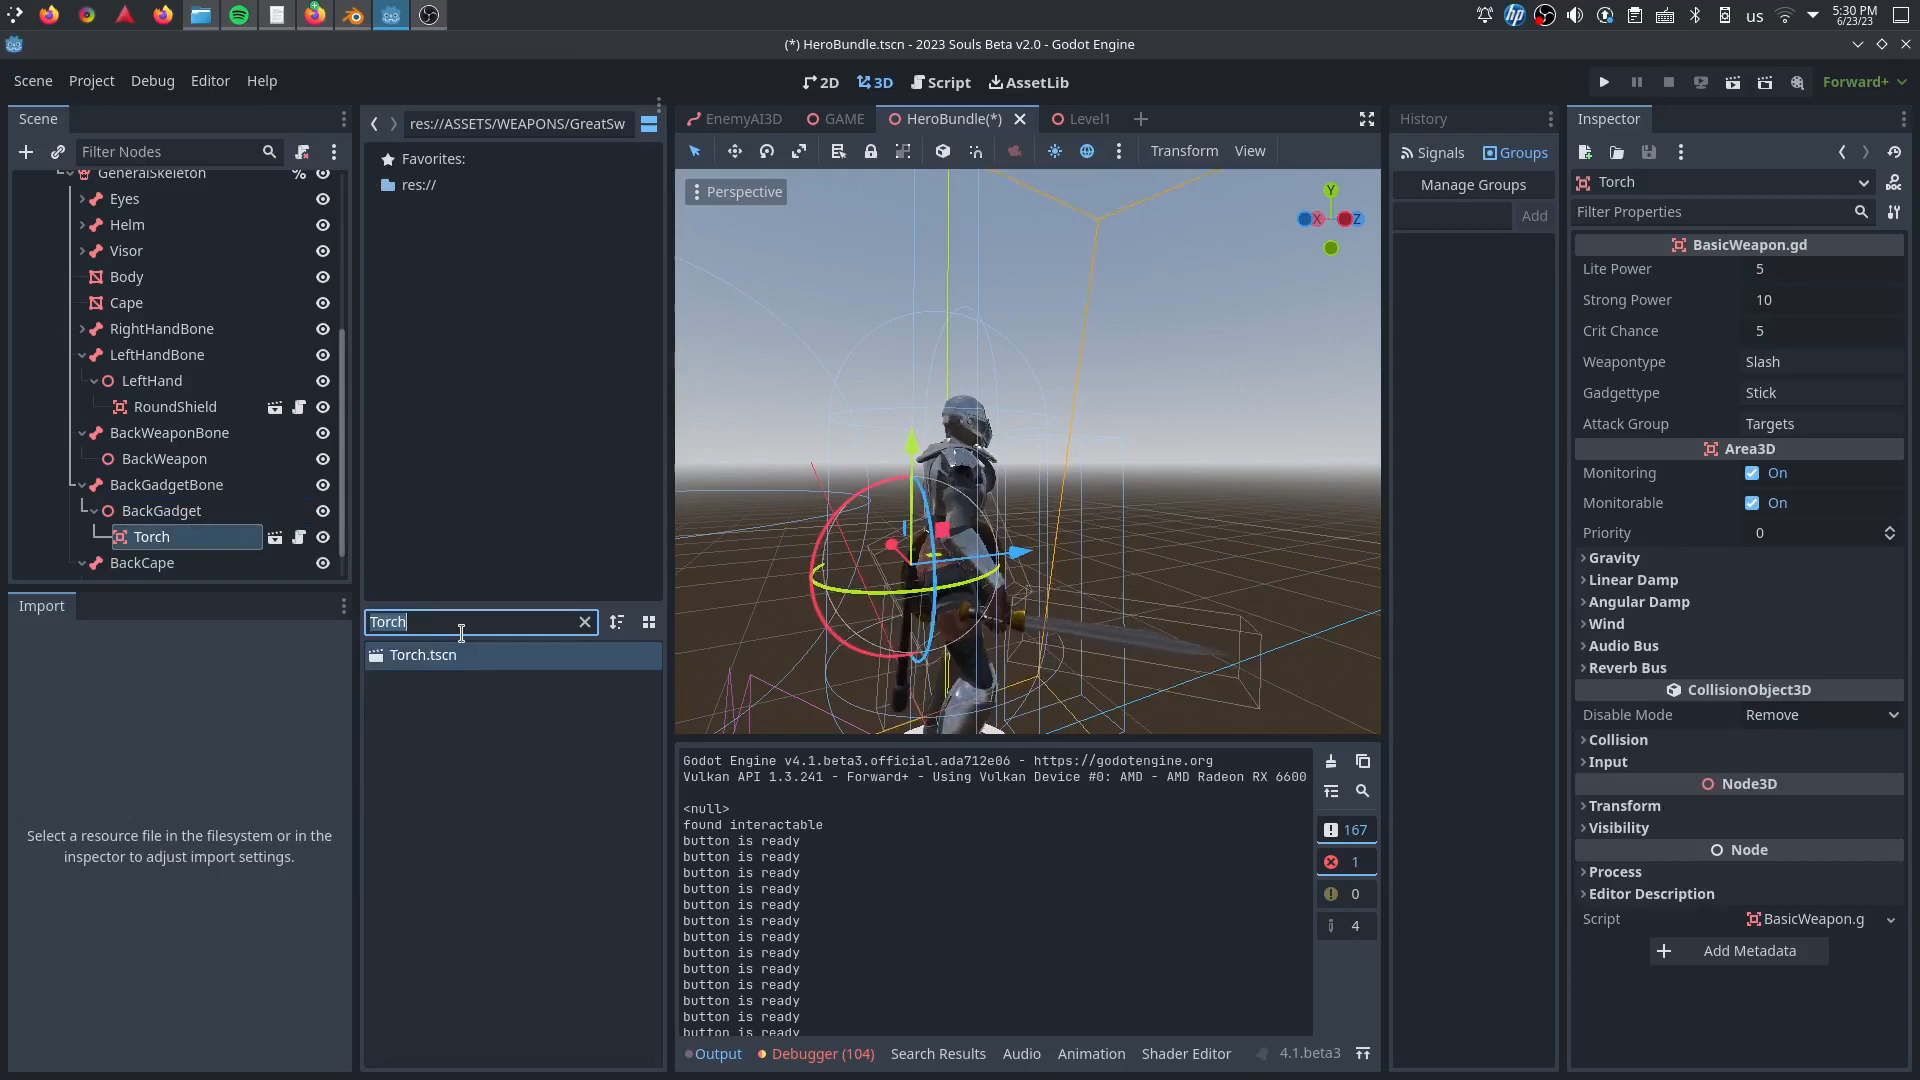 us
5:30 PM
6/23/23
(*) HeroBundle.tscn - 2023 Souls Beta v2.0 - Godot Engine
Scene Project Debug Editor Help
2D 3D Script AssetLib
Forward+
Scene
Filter Nodes
GeneralSkeleton
Eyes
Helm
Visor
Body
Cape
RightHandBone
LeftHandBone
LeftHand
RoundShield
BackWeaponBone
BackWeapon
BackGadgetBone
BackGadget
Torch
BackCape
Import
Select a resource file in the filesystem or in the
inspector to adjust import settings.
res://ASSETS/WEAPONS/GreatSw
Favorites:
res://
Torch
Torch.tscn
EnemyAI3D GAME HeroBundle(*) Level1
Transform View
Perspective
Y
X Z
Godot Engine v4.1.beta3.official.ada712e06 - https://godotengine.org
Vulkan API 1.3.241 - Forward+ - Using Vulkan Device #0: AMD - AMD Radeon RX 6600
<null>
found interactable
button is ready
button is ready
button is ready
button is ready
button is ready
button is ready
button is ready
button is ready
button is ready
button is ready
button is ready
button is ready
button is ready
167
1
0
4
Output Debugger (104) Search Results Audio Animation Shader Editor 4.1.beta3
History
Signals Groups
Manage Groups
Add
Inspector
Torch
Filter Properties
BasicWeapon.gd
Lite Power 5
Strong Power 10
Crit Chance 5
Weapontype Slash
Gadgettype Stick
Attack Group Targets
Area3D
Monitoring On
Monitorable On
Priority 0
Gravity
Linear Damp
Angular Damp
Wind
Audio Bus
Reverb Bus
CollisionObject3D
Disable Mode Remove
Collision
Input
Node3D
Transform
Visibility
Node
Process
Editor Description
Script BasicWeapon.g
Add Metadata